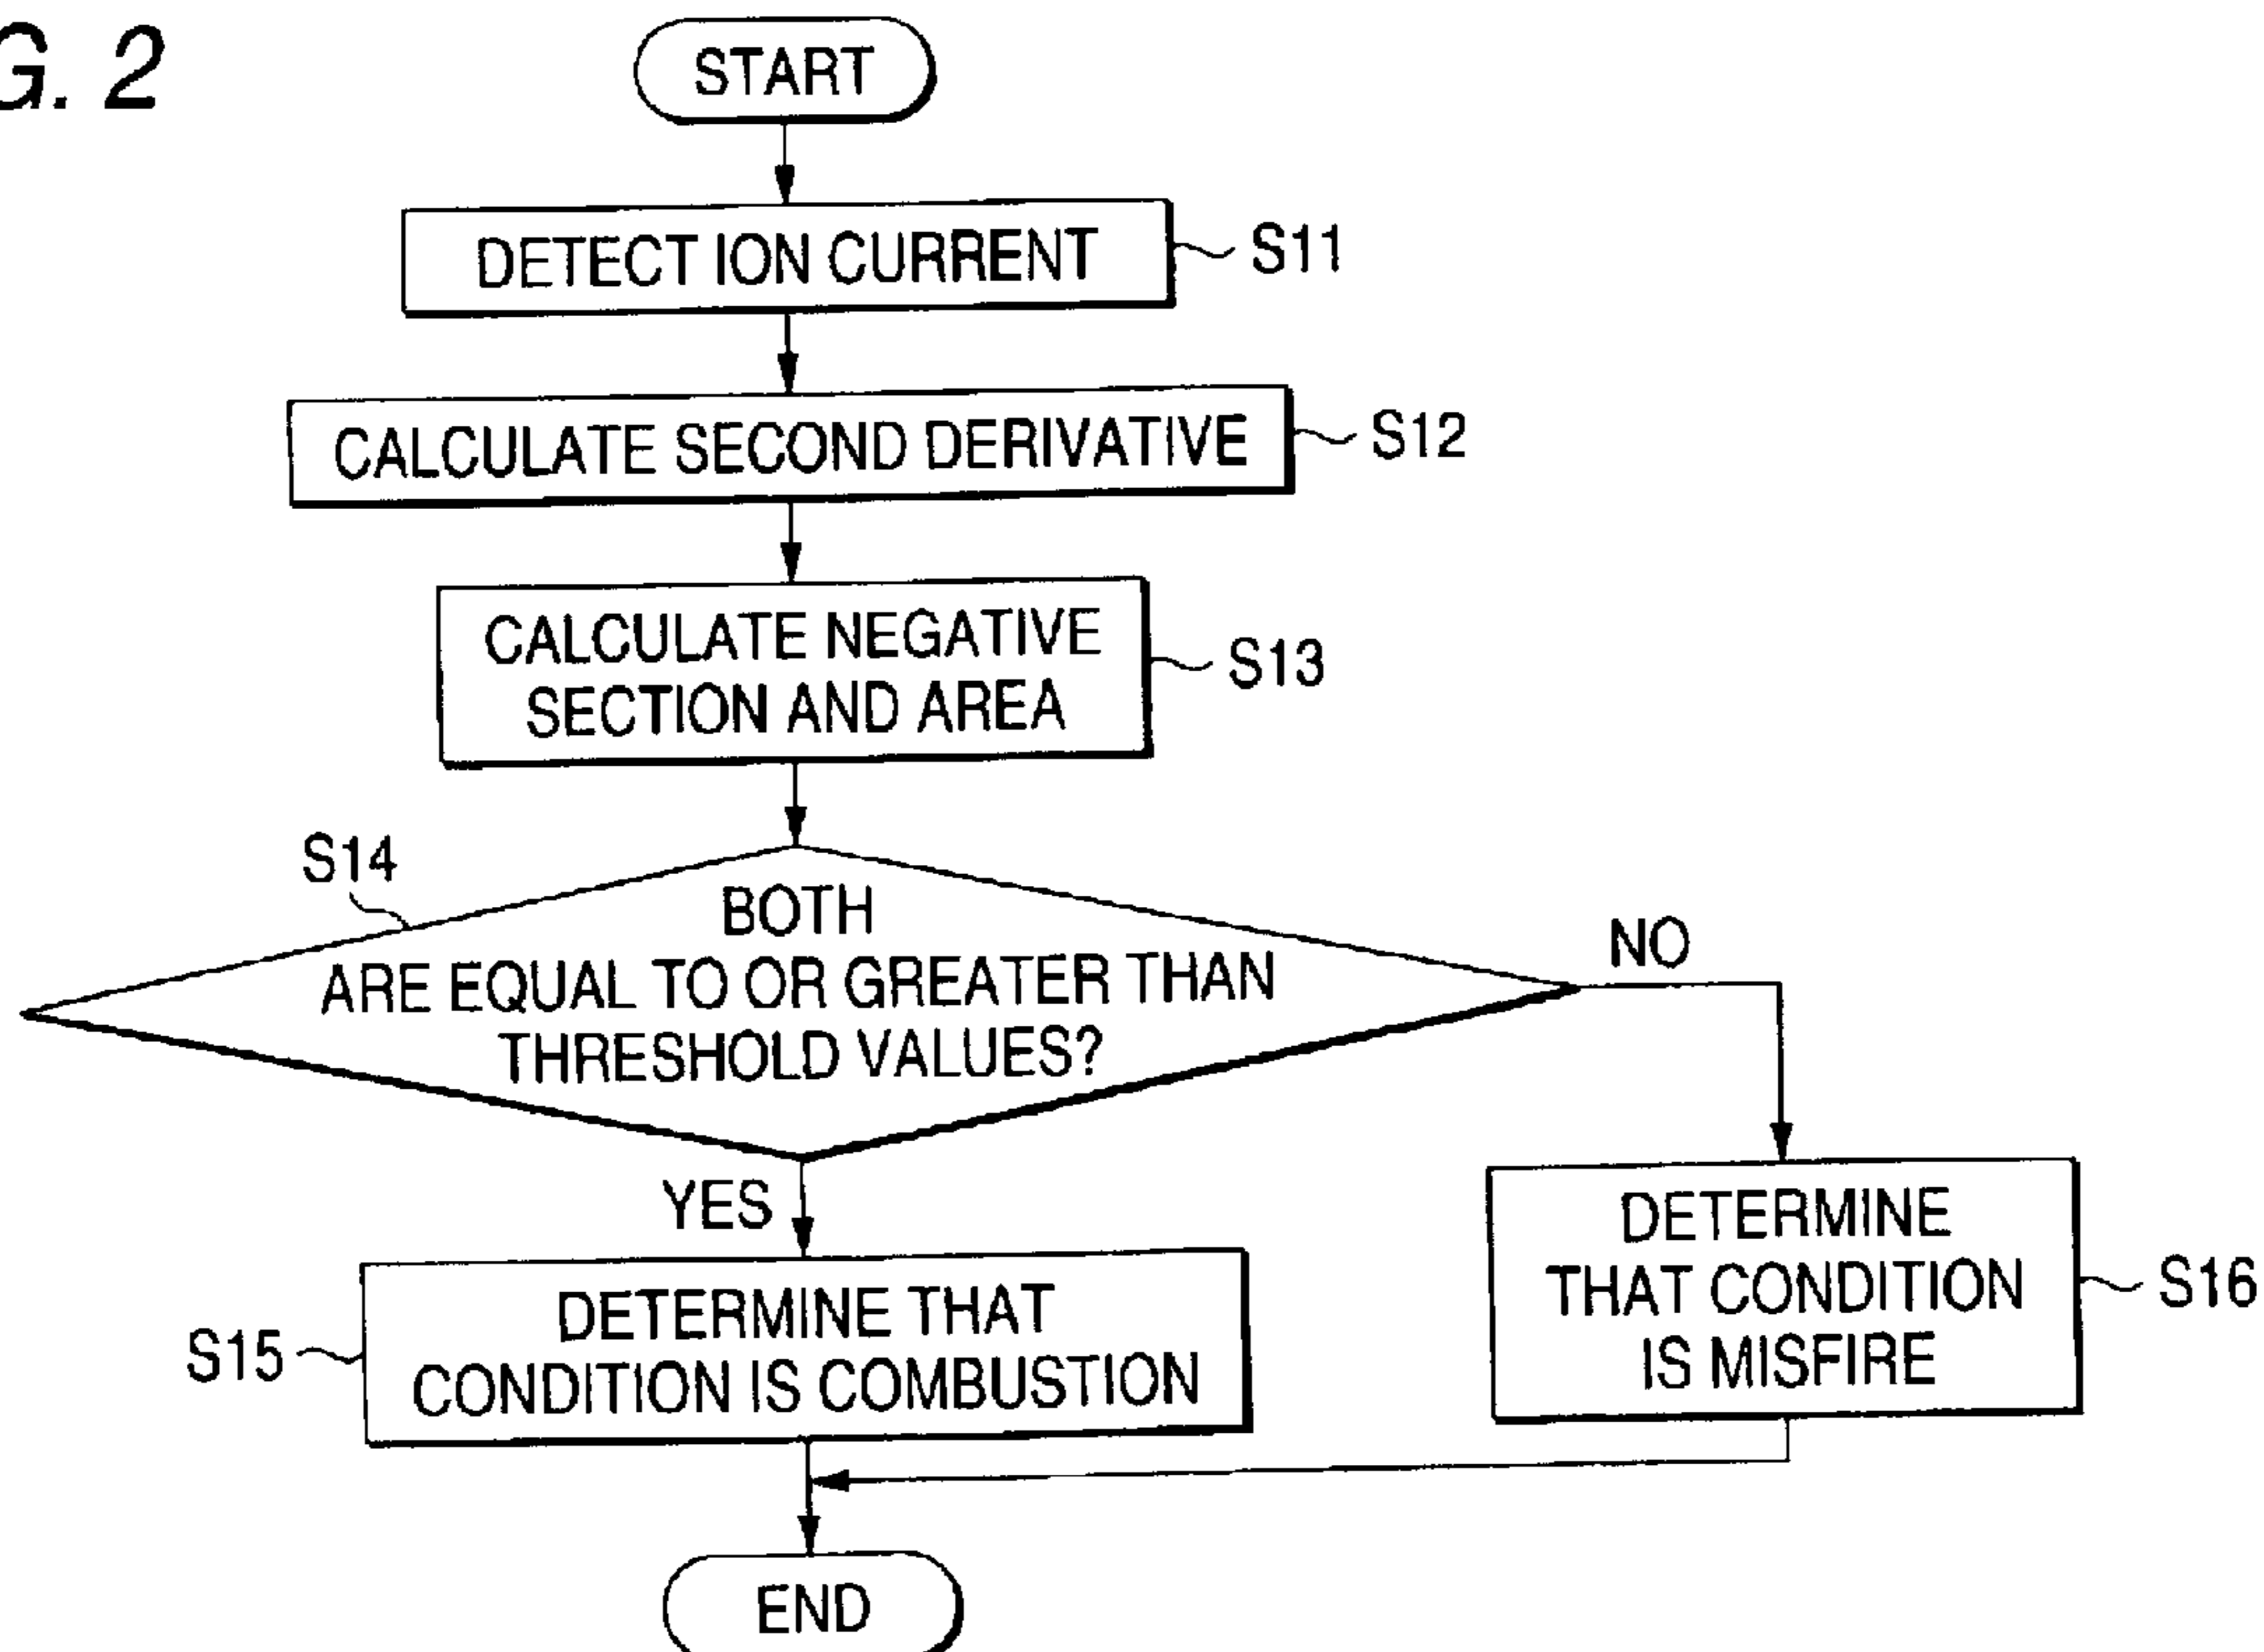 G. 2
START
DETECT ION CURRENT
S11
CALCULATE SECOND DERIVATIVE
S12
CALCULATE NEGATIVE
SECTION AND AREA
S13
S14
BOTH
ARE EQUAL TO OR GREATER THAN
THRESHOLD VALUES?
NO
YES
DETERMINE THAT
CONDITION IS COMBUSTION
S15
DETERMINE
THAT CONDITION
IS MISFIRE
S16
END